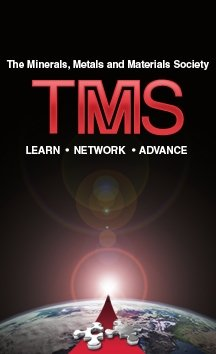 The Minerals, Metals and Materials Society
TMS
LEARN • NETWORK • ADVANCE